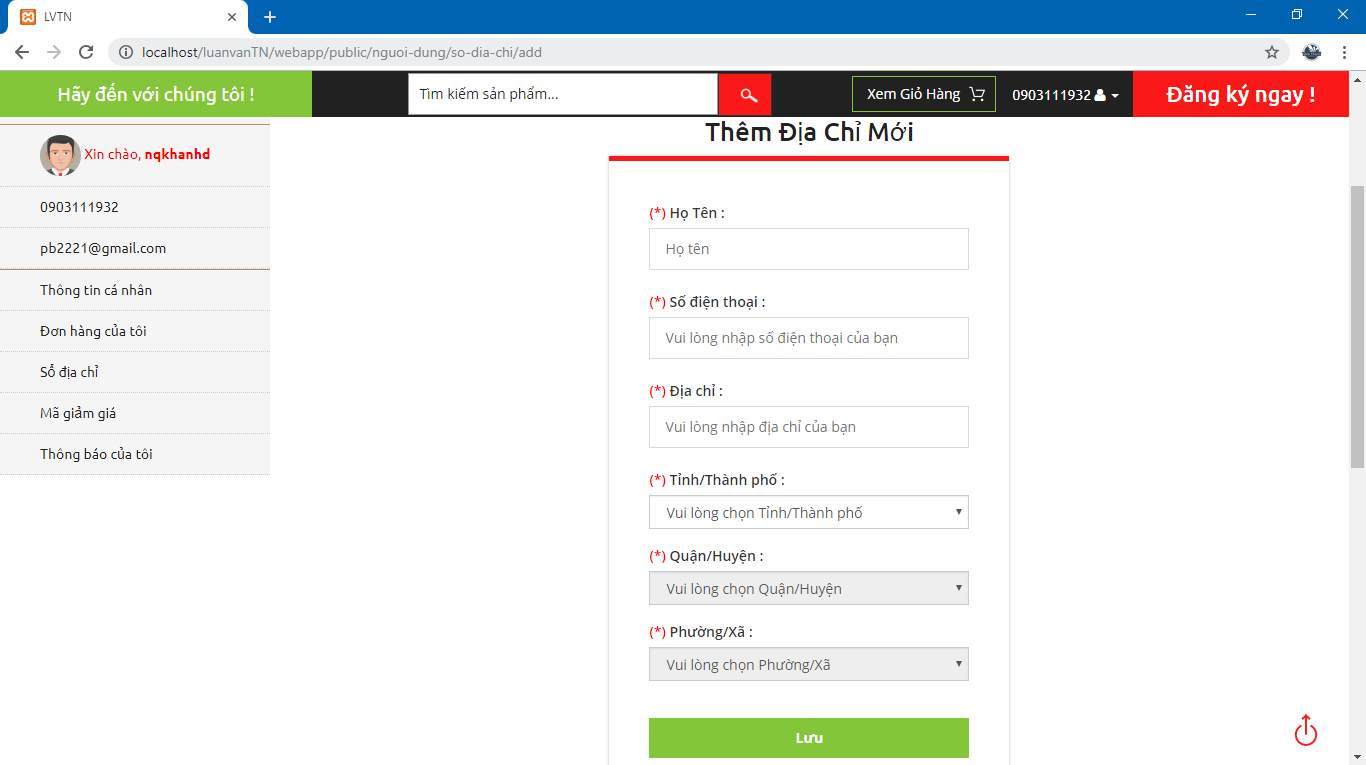 LVTN
localhost/luanvanTN/webapp/public/nguoi-dung/so-dia-chi/add
Hãy đến với chúng tôi !
Tìm kiếm sản phẩm...
Xem Giỏ Hàng
0903111932
Đăng ký ngay !
Xin chào, nqkhanhd
0903111932
pb2221@gmail.com
Thông tin cá nhân
Đơn hàng của tôi
Sổ địa chỉ
Mã giảm giá
Thông báo của tôi
Thêm Địa Chỉ Mới
(*) Họ Tên :
Họ tên
(*) Số điện thoại :
Vui lòng nhập số điện thoại của bạn
(*) Địa chỉ :
Vui lòng nhập địa chỉ của bạn
(*) Tỉnh/Thành phố :
Vui lòng chọn Tỉnh/Thành phố
(*) Quận/Huyện :
Vui lòng chọn Quận/Huyện
(*) Phường/Xã :
Vui lòng chọn Phường/Xã
Lưu